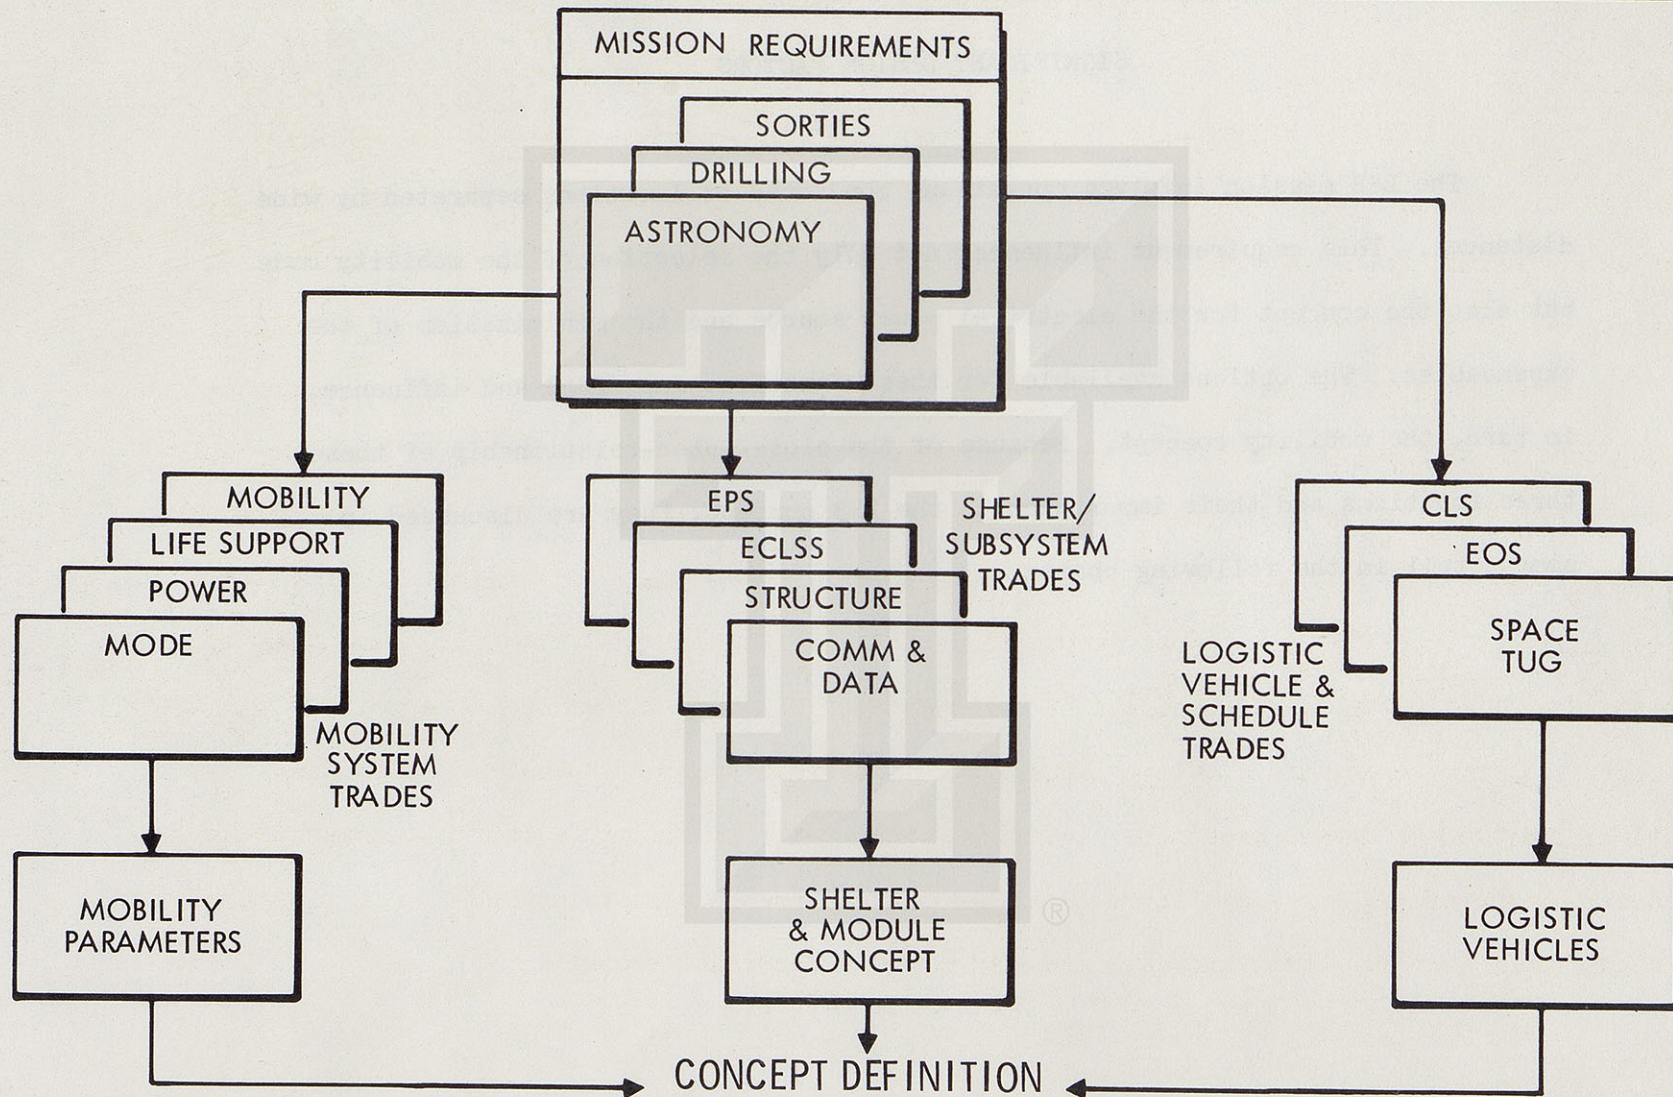 MISSION REQUIREMENTS
SORTIES
DRILLING
ASTRONOMY
MOBILITY
LIFE SUPPORT
POWER
MODE
MOBILITY
SYSTEM
TRADES
EPS
ECLSS
STRUCTURE
COMM &
DATA
SHELTER/
SUBSYSTEM
TRADES
CLS
EOS
SPACE
TUG
LOGISTIC
VEHICLE &
SCHEDULE
TRADES
MOBILITY
PARAMETERS
SHELTER
& MODULE
CONCEPT
®
LOGISTIC
VEHICLES
CONCEPT DEFINITION